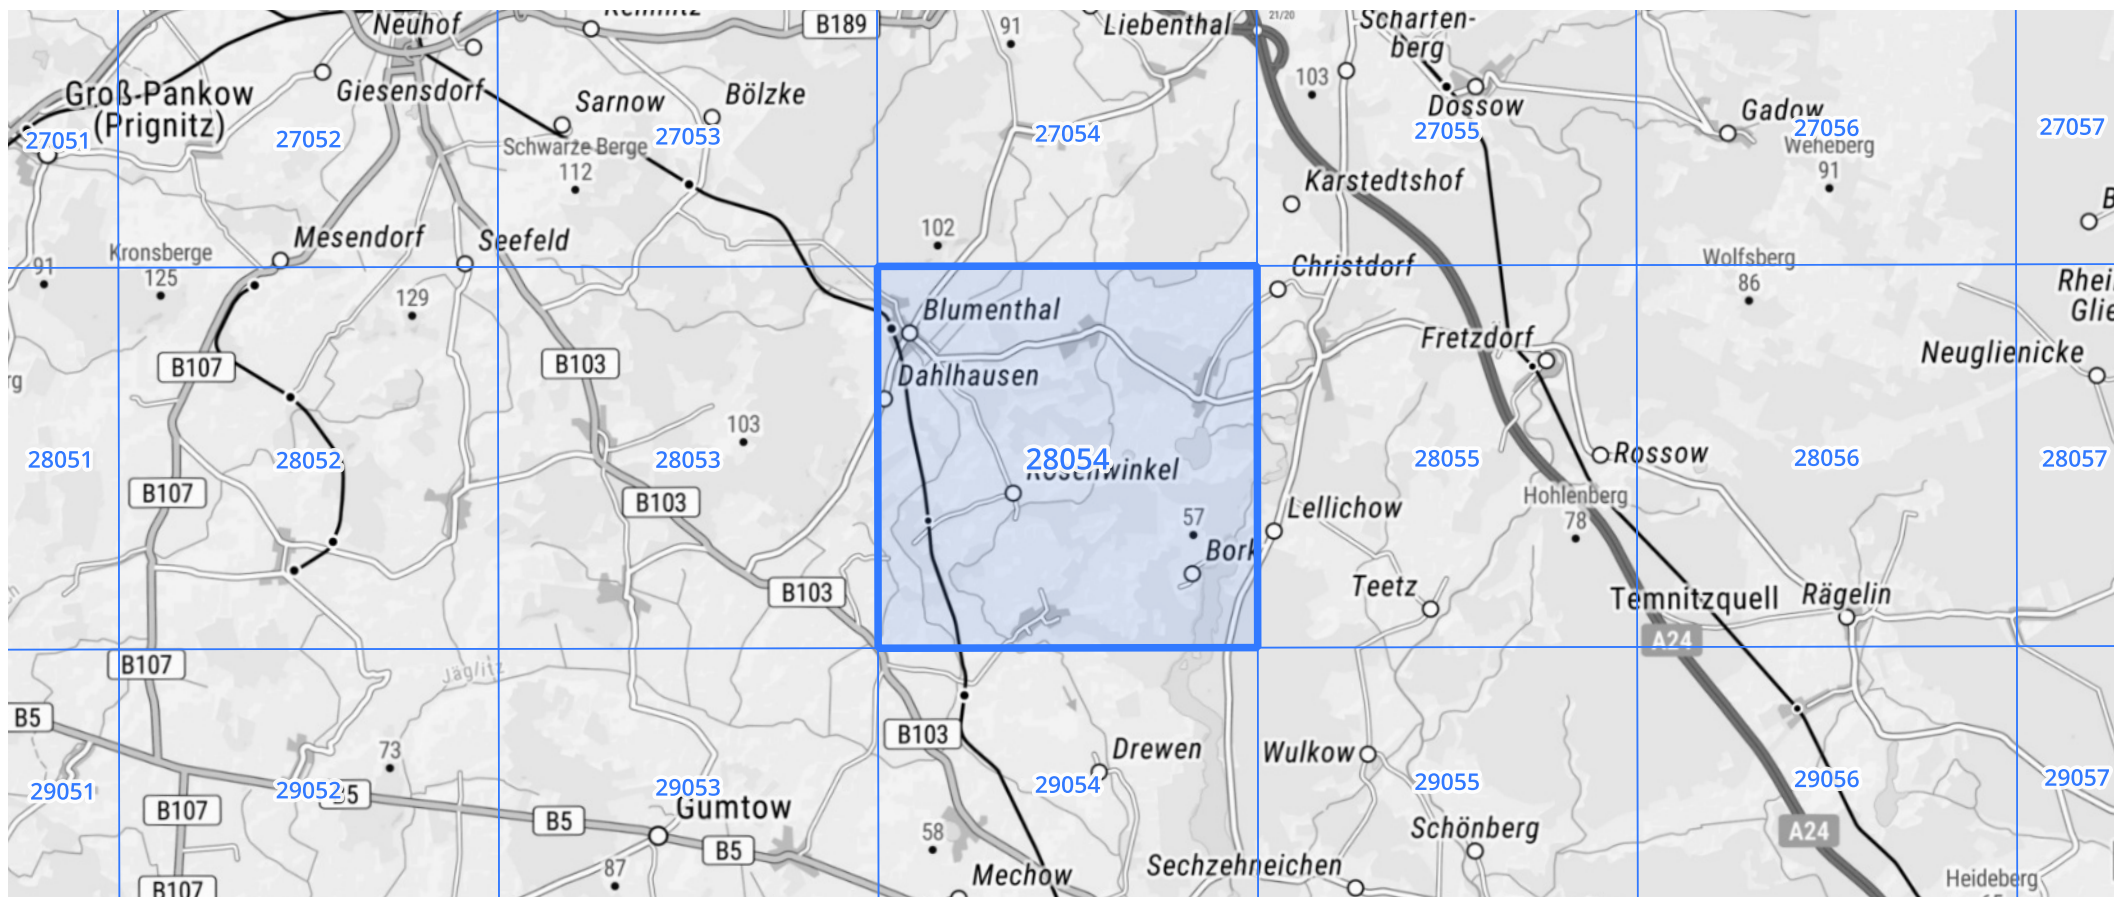 Neuhof
B189
91
Liebenthal
21/20
Scharfen-
berg
103
Groß Pankow
(Prignitz)
Giesensdorf
Sarnow
Bölzke
Dossow
Gadow
27051
27052
27053
27054
27055
27056
27057
Schwarze Berge
112
Weheberg
91
Karstedtshof
Mesendorf
Seefeld
102
Kronsberge
125
91
Christdorf
Wolfsberg
86
129
Blumenthal
Fretzdorf
Neuglienicke
B107
B103
Dahlhausen
103
28051
28052
28053
28054
28055
28056
28057
Rosenwinkel
Rossow
B107
B103
Lellichow
Hohlenberg
78
57
Bork
B103
Teetz
Temnitzquell
Rägelin
A24
B107
Jäglitz
B5
B103
Drewen
Wulkow
73
29051
29052
29053
29054
29055
29056
29057
B107
B5
Gumtow
B5
58
Schönberg
A24
87
Mechow
Sechzehneichen
Heideberg
B107